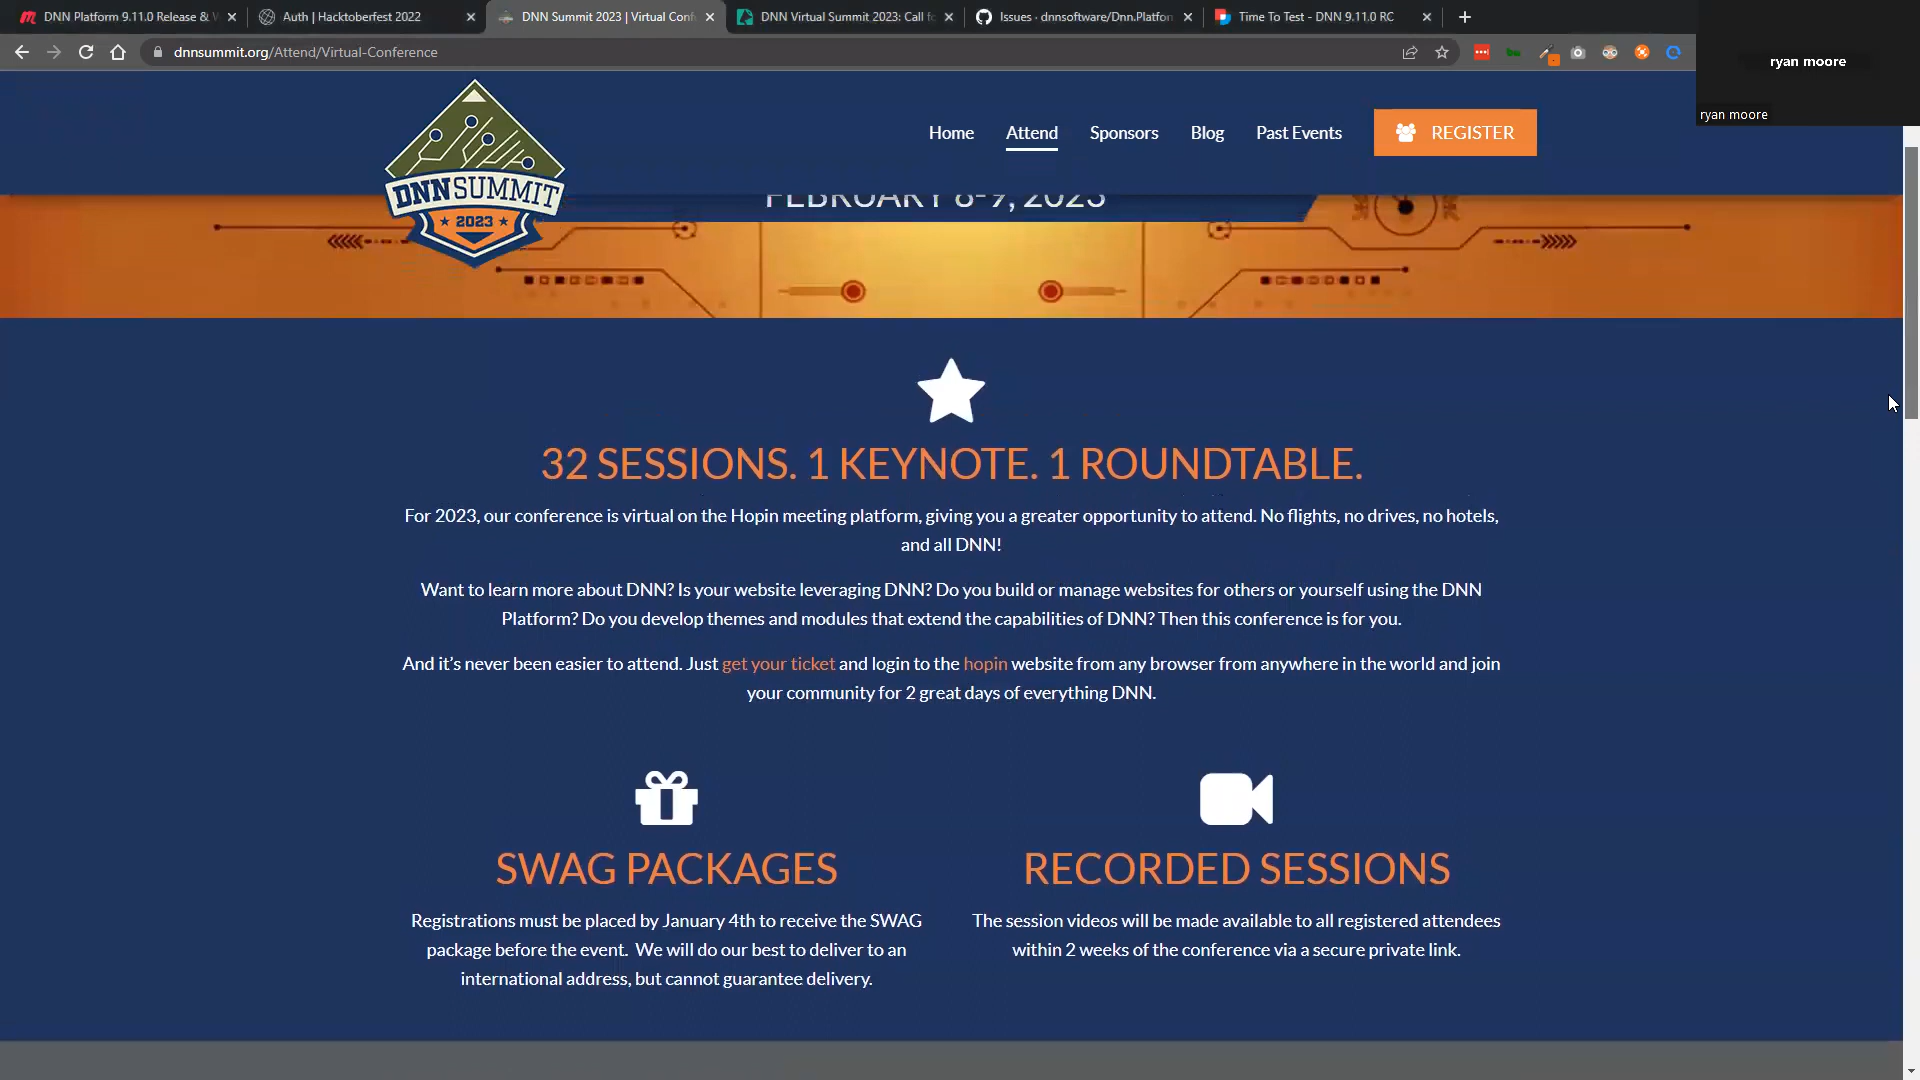 DNN Platform 9.11.0 Release &
Auth | Hacktoberfest 2022
DNN Summit 2023 | Virtual Conf
DNN Virtual Summit 2023: Call fo
Issues · dnnsoftware/Dnn.Platfor
Time To Test - DNN 9.11.0 RC
dnnsummit.org/Attend/Virtual-Conference
ryan moore
ryan moore
DNNSUMMIT
2023
Home
Attend
Sponsors
Blog
Past Events
REGISTER
FEBRUARY 6-9, 2023
32 SESSIONS. 1 KEYNOTE. 1 ROUNDTABLE.
For 2023, our conference is virtual on the Hopin meeting platform, giving you a greater opportunity to attend. No flights, no drives, no hotels,
and all DNN!
Want to learn more about DNN? Is your website leveraging DNN? Do you build or manage websites for others or yourself using the DNN
Platform? Do you develop themes and modules that extend the capabilities of DNN? Then this conference is for you.
And it’s never been easier to attend. Just get your ticket and login to the hopin website from any browser from anywhere in the world and join
your community for 2 great days of everything DNN.
SWAG PACKAGES
Registrations must be placed by January 4th to receive the SWAG
package before the event. We will do our best to deliver to an
international address, but cannot guarantee delivery.
RECORDED SESSIONS
The session videos will be made available to all registered attendees
within 2 weeks of the conference via a secure private link.